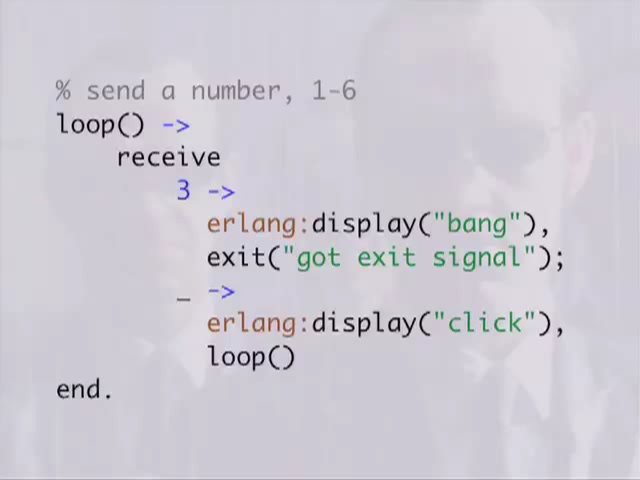 % send a number, 1-6
loop() ->
receive
3 ->
erlang:display("bang"),
exit("got exit signal");
_ ->
erlang:display("click"),
loop()
end.